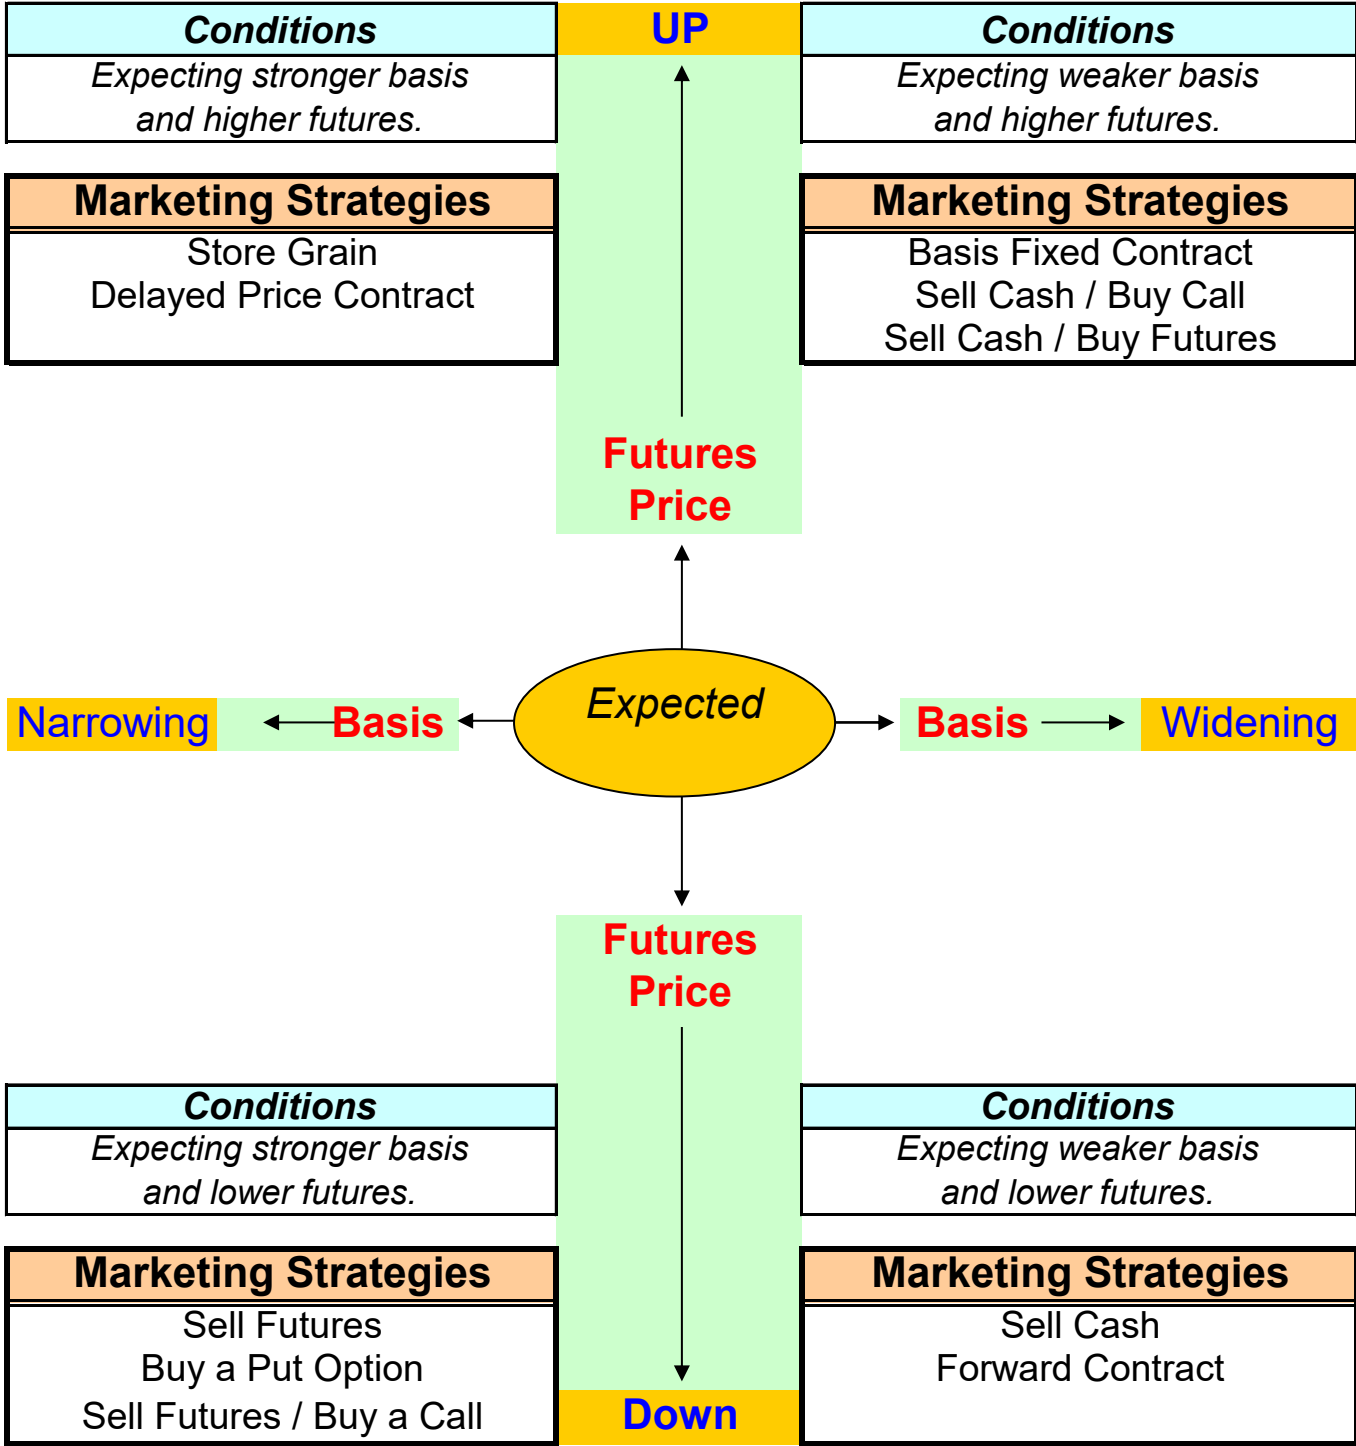 Conditions
UP
Conditions
Expecting stronger basis
and higher futures.
Expecting weaker basis
and higher futures.
Marketing Strategies
Store Grain
Delayed Price Contract
Marketing Strategies
Basis Fixed Contract
Sell Cash / Buy Call
Sell Cash / Buy Futures
Futures
Price
Expected
Narrowing
Basis
Basis
Widening
Futures
Price
Conditions
Expecting stronger basis
and lower futures.
Conditions
Expecting weaker basis
and lower futures.
Marketing Strategies
Sell Futures
Buy a Put Option
Sell Futures / Buy a Call
Marketing Strategies
Sell Cash
Forward Contract
Down